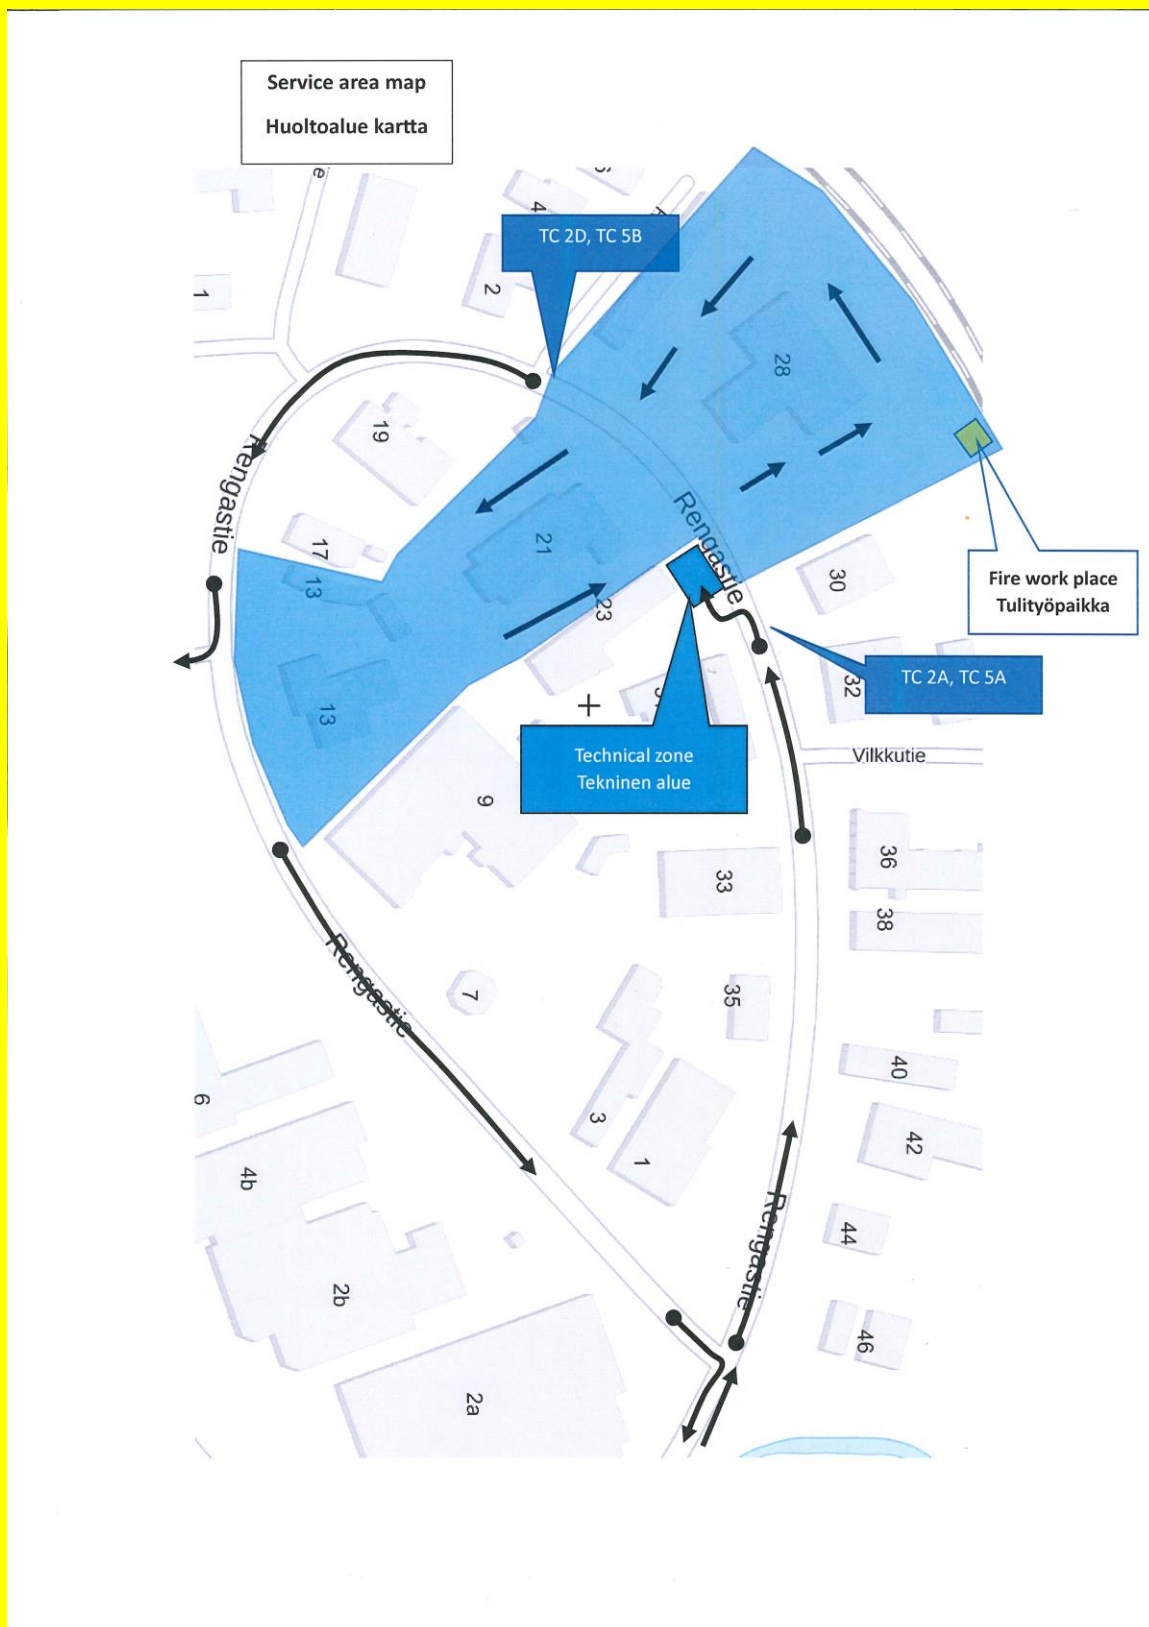 Service area map
Huoltoalue kartta
e
4
TC 2D, TC 5B
2
1
28
19
Rengastie
Rengastie
17
21
13
30
Fire work place
Tulityöpaikka
23
13
32
TC 2A, TC 5A
Technical zone
Tekninen alue
Vilkkutie
9
36
33
38
7
35
Rengastie
40
6
3
42
1
4b
44
Rengastie
2b
46
2a